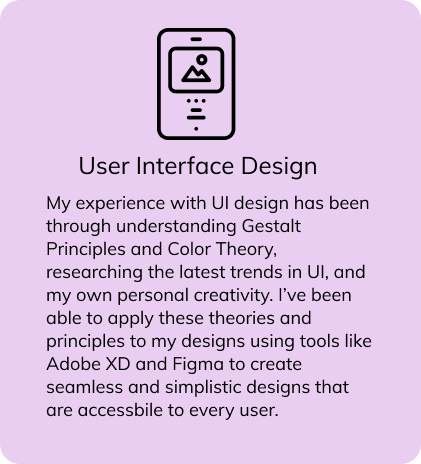 User Interface Design
My experience with UI design has been
through understanding Gestalt
Principles and Color Theory,
researching the latest trends in UI, and
my own personal creativity. I've been
able to apply these theories and
principles to my designs using tools like
Adobe XD and Figma to create
seamless and simplistic designs that
are accessbile to every user.